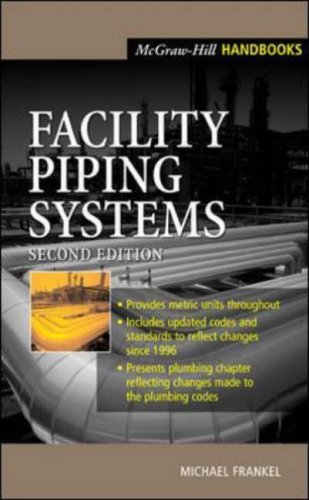 McGraw-Hill HANDBOOKS
FACILITY
PIPING
SYSTEMS
SECOND EDITION
• Provides metric units throughout
• Includes updated codes and
standards to reflect changes
since 1996
• Presents plumbing chapter
reflecting changes made to
the plumbing codes
MICHAEL FRANKEL